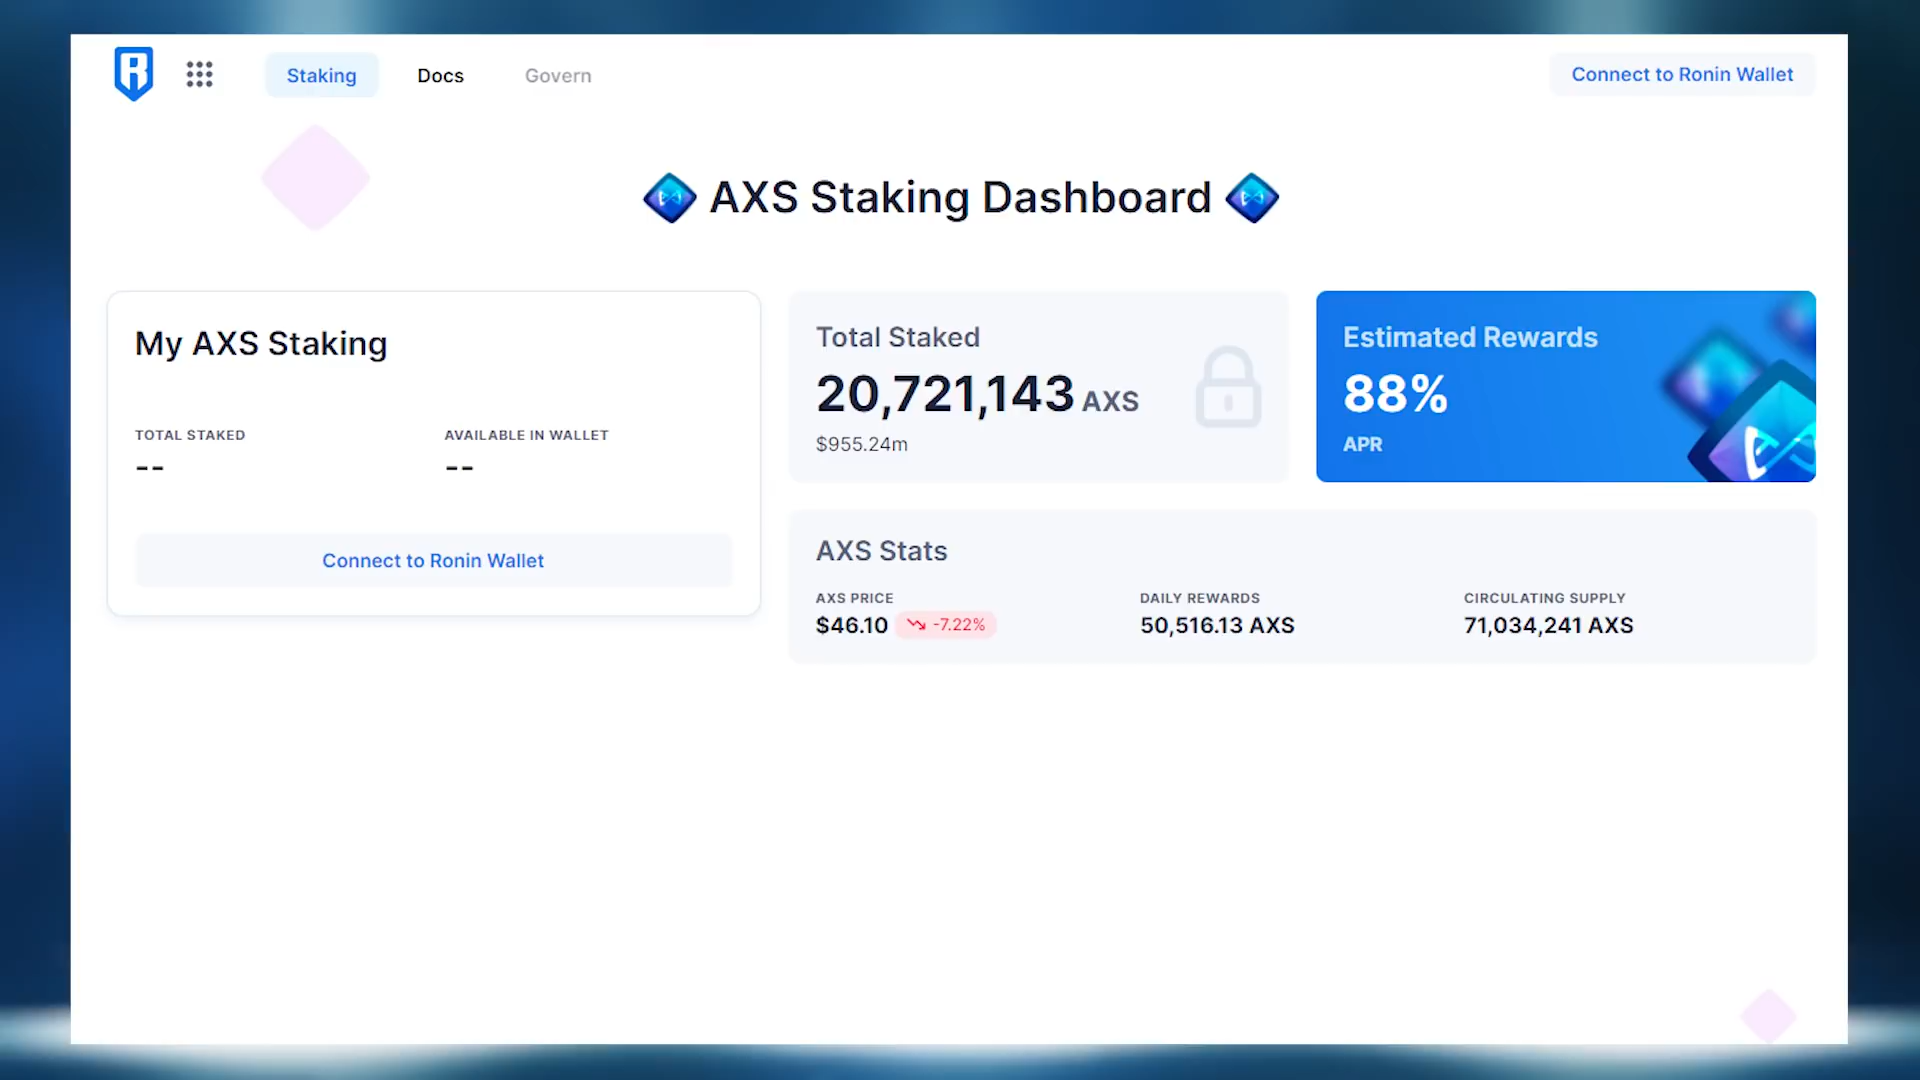 Staking
Docs
Govern
Connect to Ronin Wallet
AXS Staking Dashboard
My AXS Staking
TOTAL STAKED
--
AVAILABLE IN WALLET
--
Connect to Ronin Wallet
Total Staked
20,721,143 AXS
$955.24m
Estimated Rewards
88%
APR
AXS Stats
AXS PRICE
$46.10 -7.22%
DAILY REWARDS
50,516.13 AXS
CIRCULATING SUPPLY
71,034,241 AXS